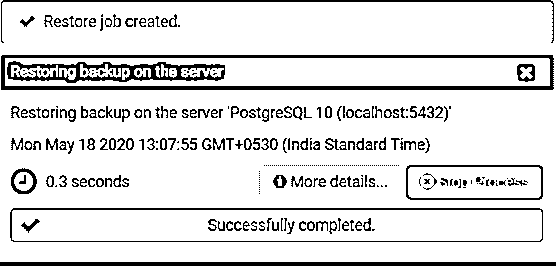 Restore job created.
Restoring backup on the server
Restoring backup on the server 'PostgreSQL 10 (localhost:5432)'
Mon May 18 2020 13:07:55 GMT+0530 (India Standard Time)
0.3 seconds
More details...
Stop Process
Successfully completed.